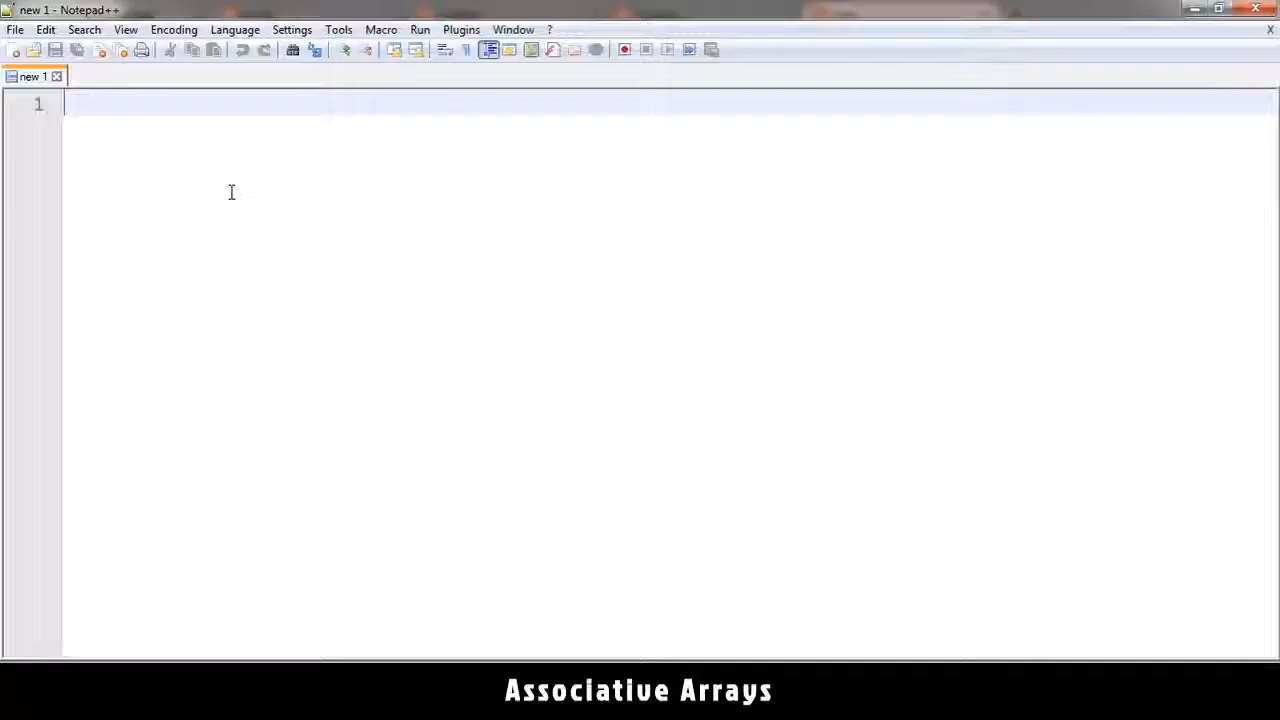 new 1 - Notepad++
File Edit Search View Encoding Language Settings Tools Macro Run Plugins Window ? X
new 1
1
Associative Arrays